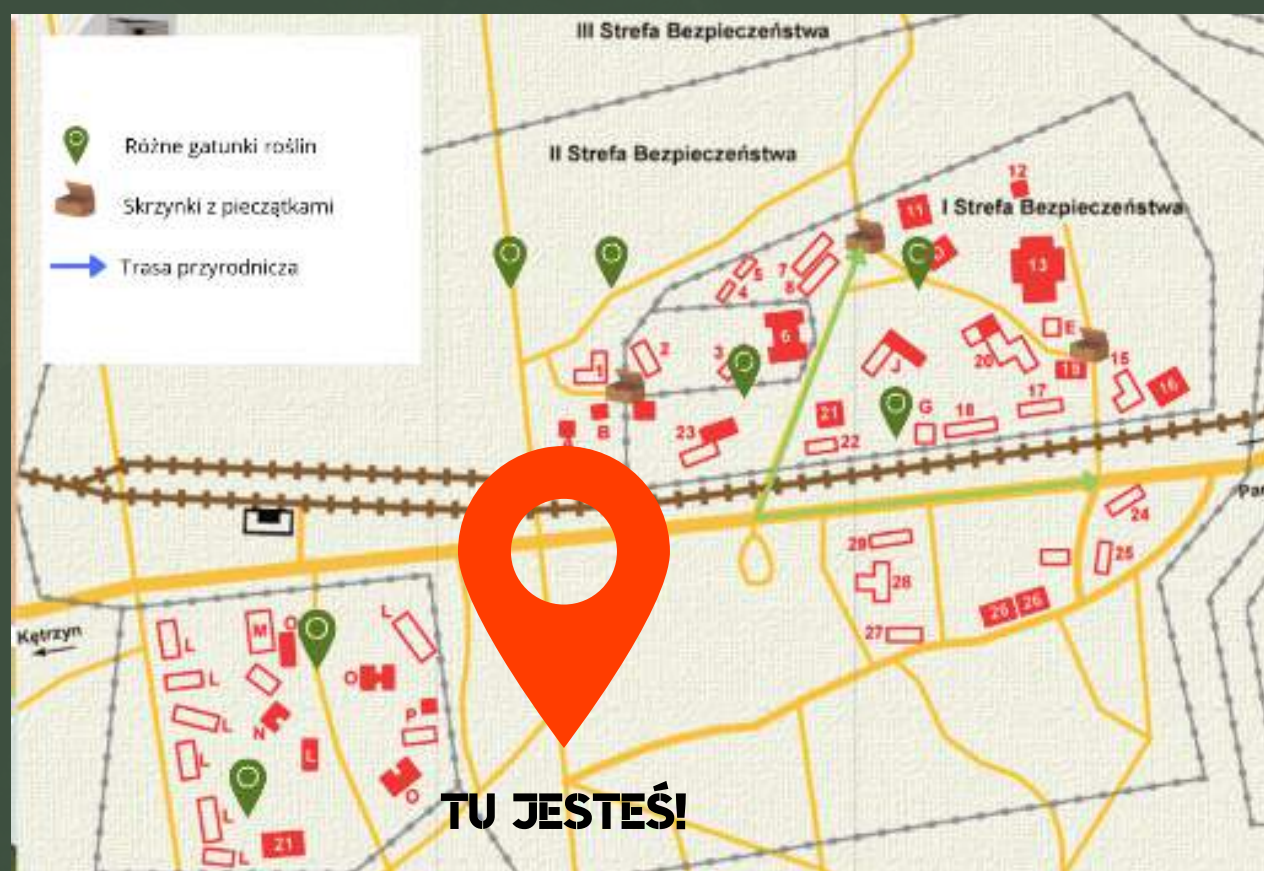 III Strefa Bezpieczeństwa
Różne gatunki roślin
Skrzynki z pieczątkami
Trasa przyrodnicza
II Strefa Bezpieczeństwa
12
11
I Strefa Bezpieczeństwa
7
5
8
4
13
6
E
2
3
1
J
20
19
15
16
17
G
18
21
22
B
23
24
25
29
28
26
26
27
Kętrzyn
L
M
O
L
L
O
L
P
N
L
L
O
L
21
L
TU JESTEŚ!